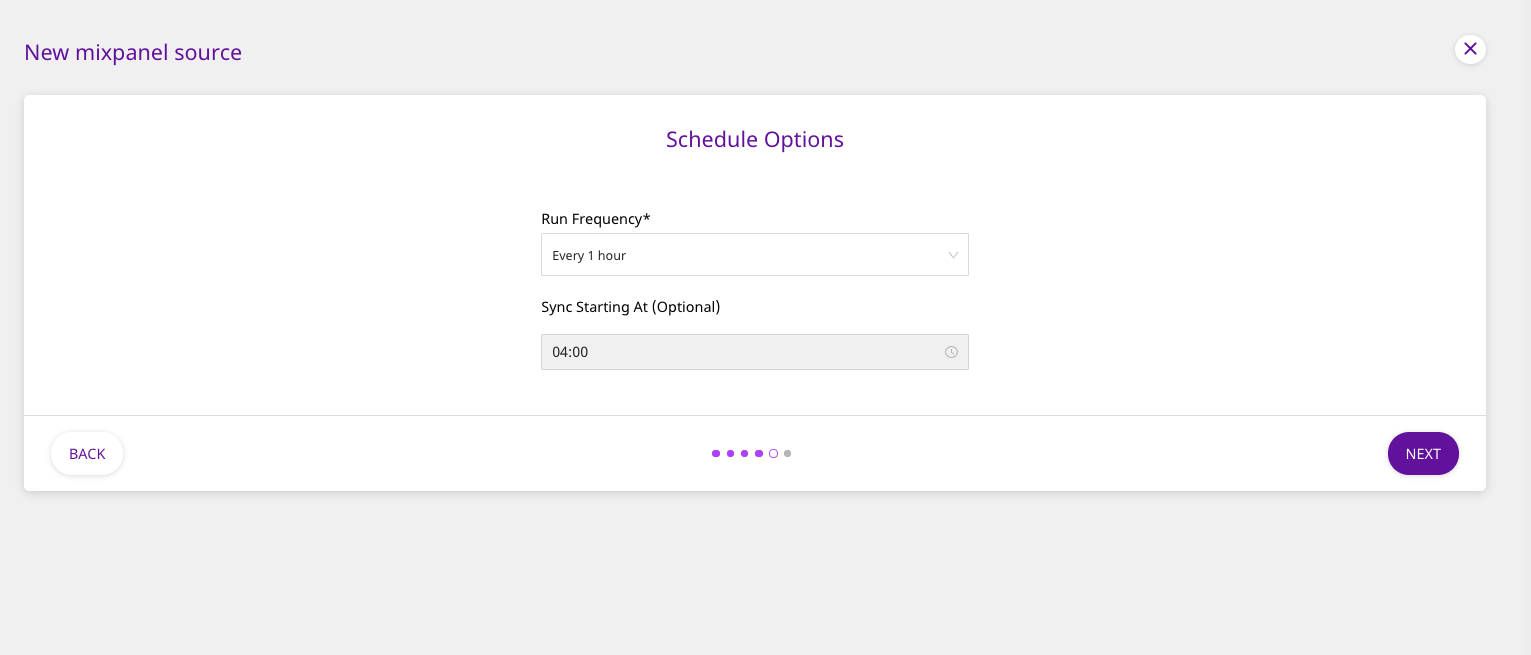 New mixpanel source
Schedule Options
Run Frequency*
Every 1 hour
Sync Starting At (Optional)
04:00
BACK
NEXT